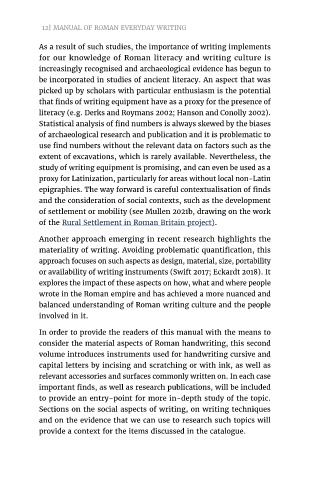 12| MANUAL OF ROMAN EVERYDAY WRITING
As a result of such studies, the importance of writing implements
for our knowledge of Roman literacy and writing culture is
increasingly recognised and archaeological evidence has begun to
be incorporated in studies of ancient literacy. An aspect that was
picked up by scholars with particular enthusiasm is the potential
that finds of writing equipment have as a proxy for the presence of
literacy (e.g. Derks and Roymans 2002; Hanson and Conolly 2002).
Statistical analysis of find numbers is always skewed by the biases
of archaeological research and publication and it is problematic to
use find numbers without the relevant data on factors such as the
extent of excavations, which is rarely available. Nevertheless, the
study of writing equipment is promising, and can even be used as a
proxy for Latinization, particularly for areas without local non-Latin
epigraphies. The way forward is careful contextualisation of finds
and the consideration of social contexts, such as the development
of settlement or mobility (see Mullen 2021b, drawing on the work
of the Rural Settlement in Roman Britain project).
Another approach emerging in recent research highlights the
materiality of writing. Avoiding problematic quantification, this
approach focuses on such aspects as design, material, size, portability
or availability of writing instruments (Swift 2017; Eckardt 2018). It
explores the impact of these aspects on how, what and where people
wrote in the Roman empire and has achieved a more nuanced and
balanced understanding of Roman writing culture and the people
involved in it.
In order to provide the readers of this manual with the means to
consider the material aspects of Roman handwriting, this second
volume introduces instruments used for handwriting cursive and
capital letters by incising and scratching or with ink, as well as
relevant accessories and surfaces commonly written on. In each case
important finds, as well as research publications, will be included
to provide an entry-point for more in-depth study of the topic.
Sections on the social aspects of writing, on writing techniques
and on the evidence that we can use to research such topics will
provide a context for the items discussed in the catalogue.